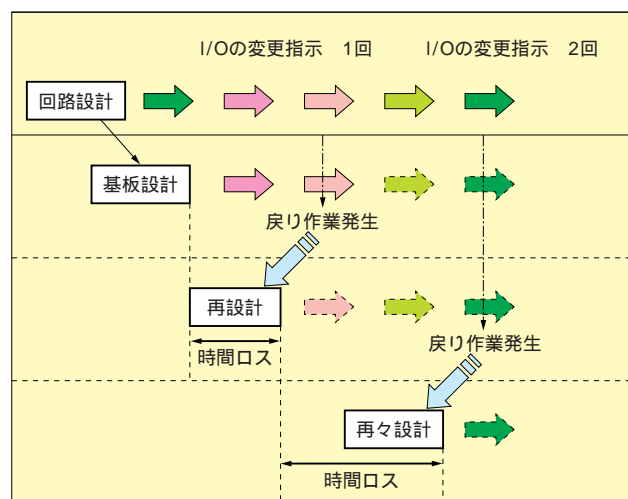 I/Oの変更指示　1回
I/Oの変更指示　2回
回路設計
基板設計
戻り作業発生
再設計
時間ロス
戻り作業発生
再々設計
時間ロス